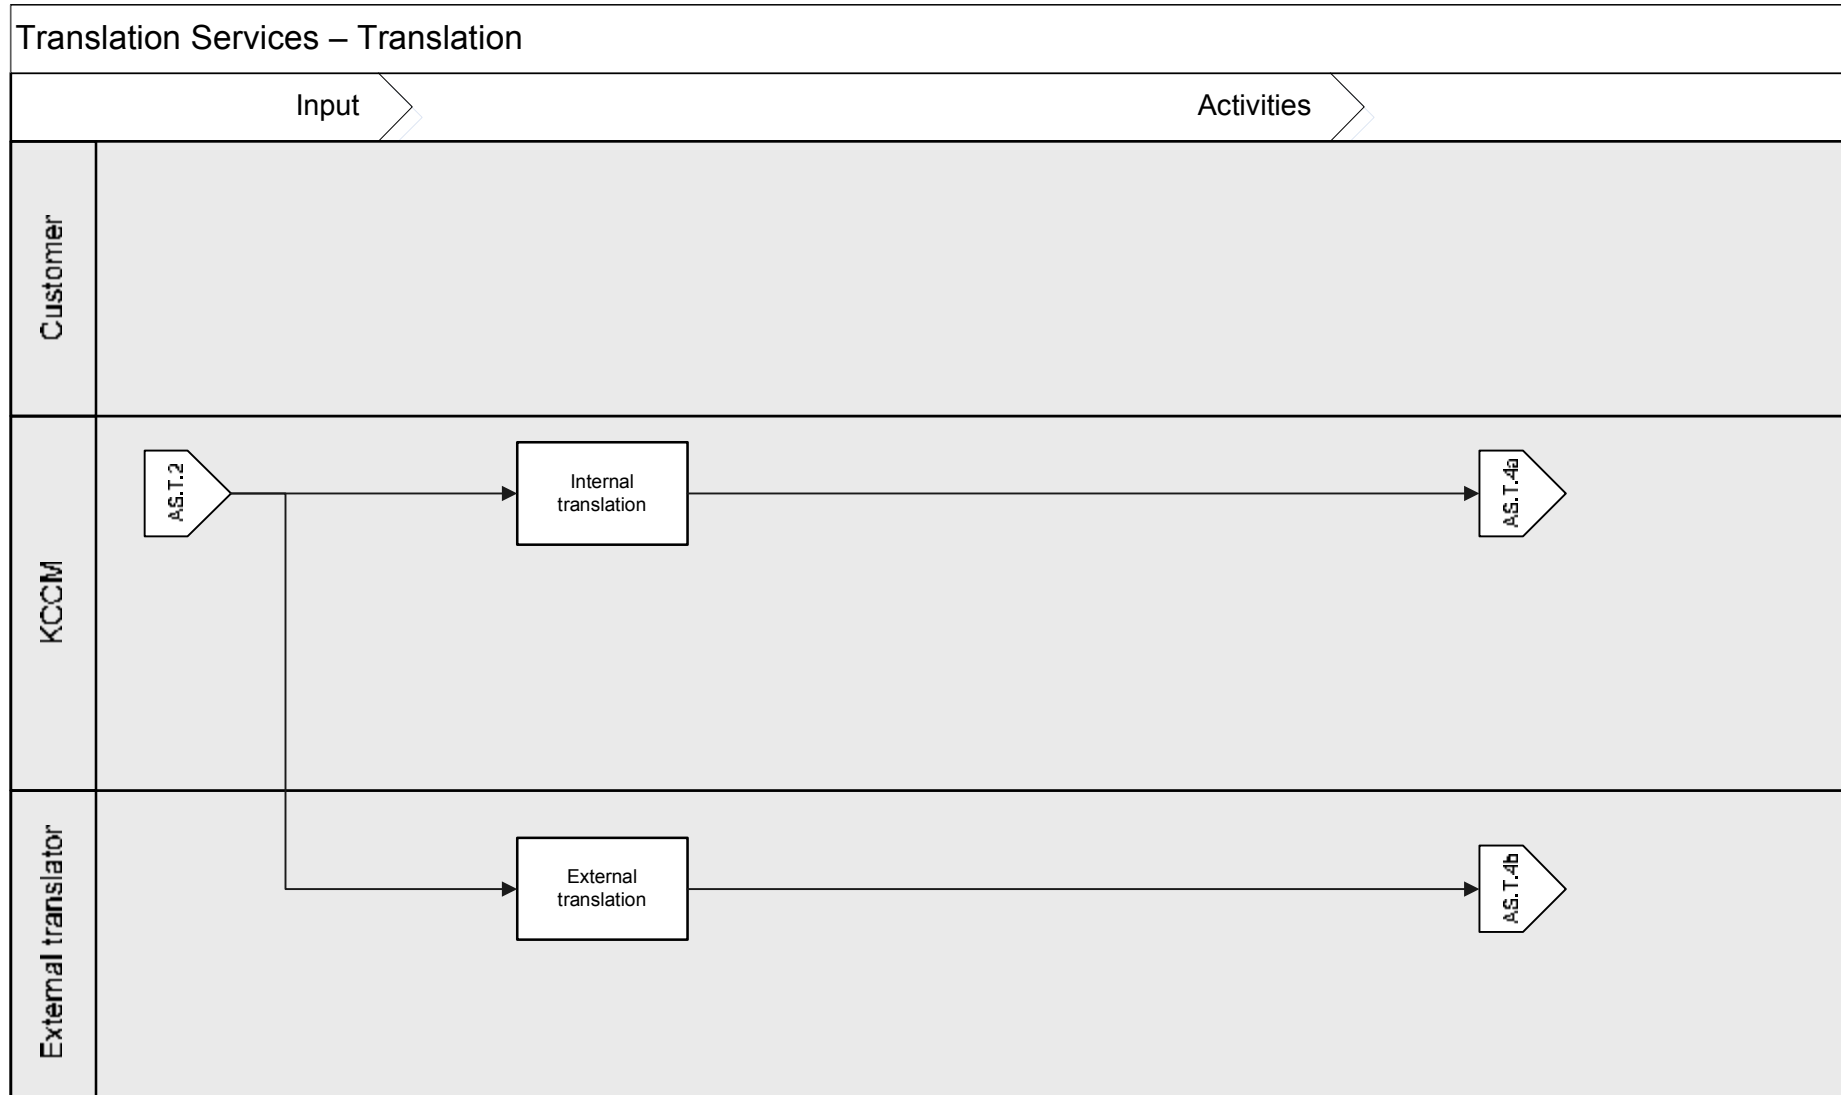 Translation Services – Translation
Input
Activities
Customer
KCCM
AS.T.2
Internal
translation
AS.T.4a
External translator
External
translation
AS.T.4b